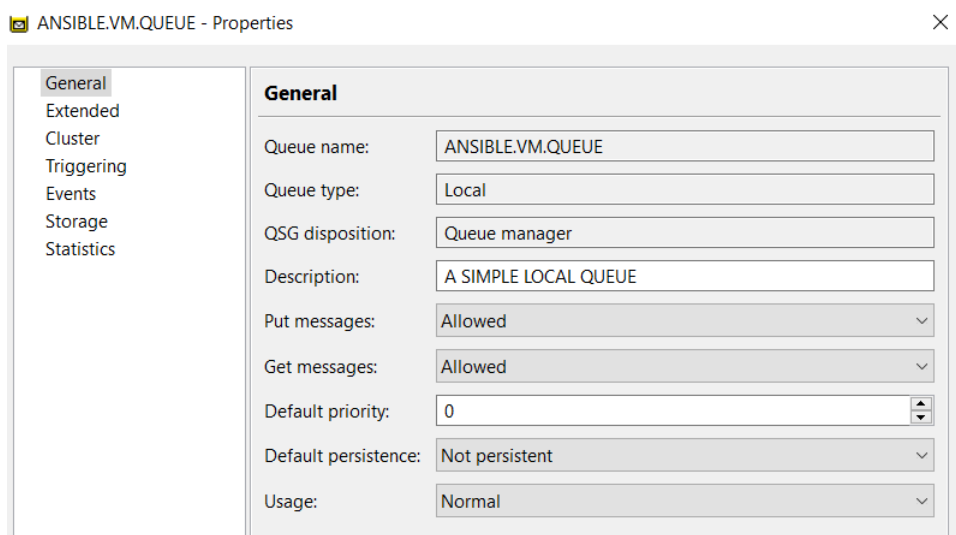 ANSIBLE.VM.QUEUE - Properties
General
Extended
Cluster
Triggering
Events
Storage
Statistics
General
Queue name: ANSIBLE.VM.QUEUE
Queue type: Local
QSG disposition: Queue manager
Description: A SIMPLE LOCAL QUEUE
Put messages: Allowed
Get messages: Allowed
Default priority: 0
Default persistence: Not persistent
Usage: Normal